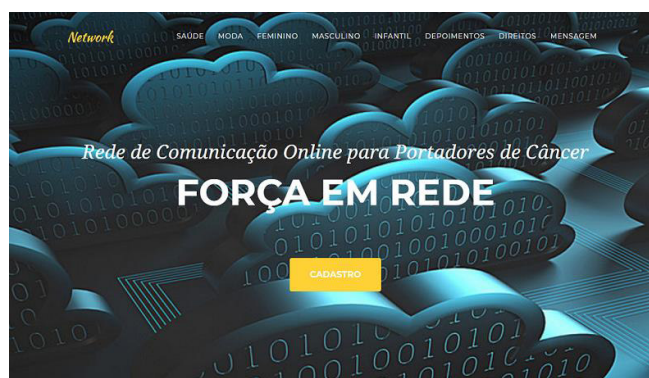 Network
SAÚDE MODA FEMININO MASCULINO INFANTIL DEPOIMENTOS DIREITOS MENSAGEM
Rede de Comunicação Online para Portadores de Câncer
FORÇA EM REDE
CADASTRO